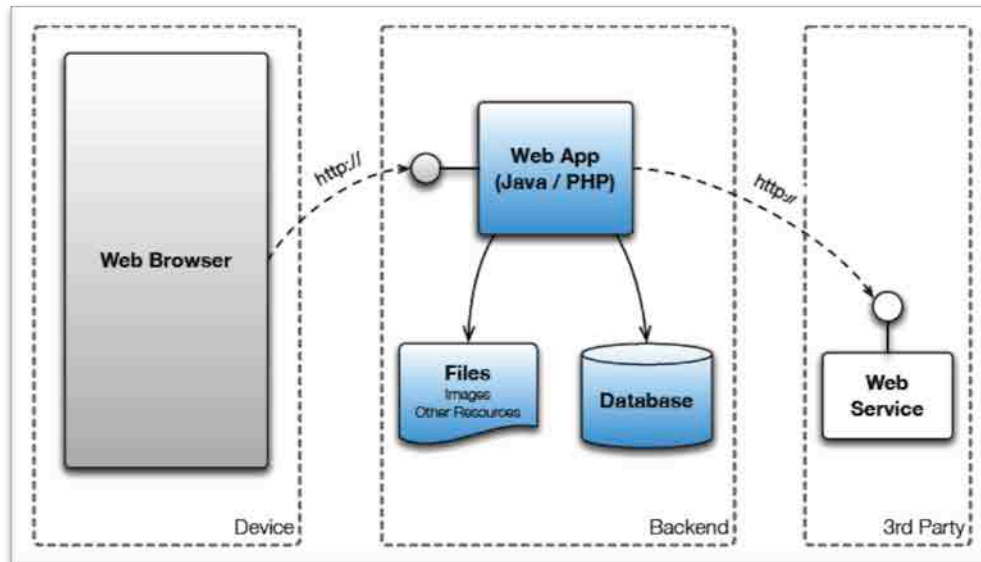 Web Browser
Device
http://
Web App
(Java / PHP)
Files
Images
Other Resources
Database
Backend
http://
Web
Service
3rd Party